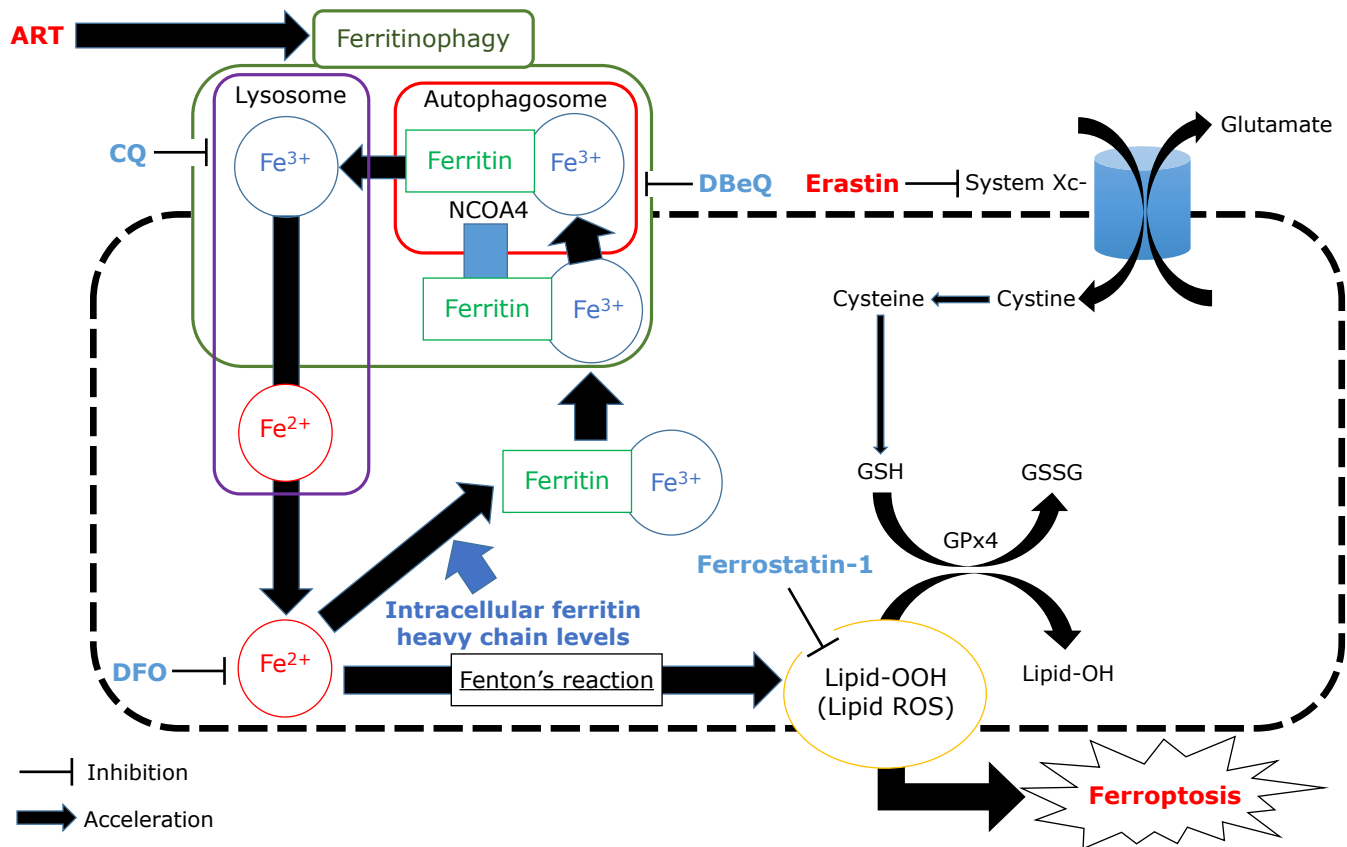 ART
Ferritinophagy
Lysosome
Autophagosome
Fe³⁺
Ferritin
Fe³⁺
CQ
NCOA4
DBeQ
Ferritin
Fe³⁺
Erastin
System Xc-
Glutamate
Cysteine
Cystine
Fe²⁺
Ferritin
Fe³⁺
GSH
GSSG
GPx4
Ferrostatin-1
Intracellular ferritin
heavy chain levels
DFO
Fe²⁺
Fenton's reaction
Lipid-OOH
(Lipid ROS)
Lipid-OH
Inhibition
Acceleration
Ferroptosis